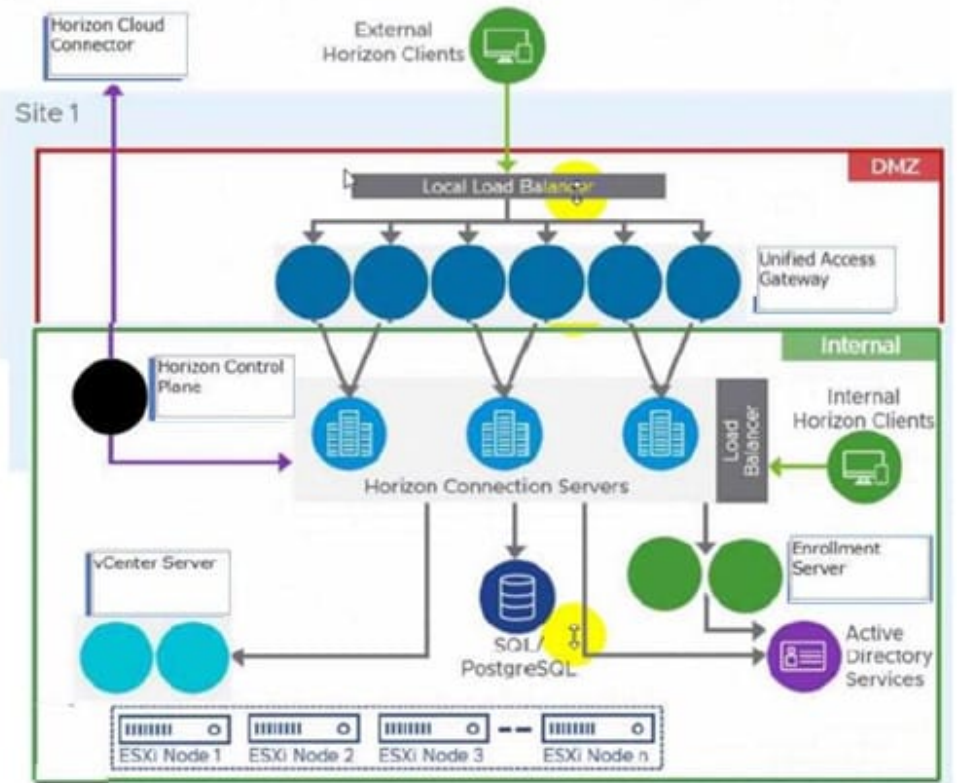 Horizon Cloud
Connector
External
Horizon Clients
Site 1
DMZ
Local Load Balancer
Unified Access
Gateway
Internal
Horizon Control
Plane
Internal
Horizon Clients
Load
Balancer
Horizon Connection Servers
vCenter Server
Enrollment
Server
SQL/
PostgreSQL
Active
Directory
Services
ESXi Node 1
ESXi Node 2
ESXi Node 3
ESXi Node n